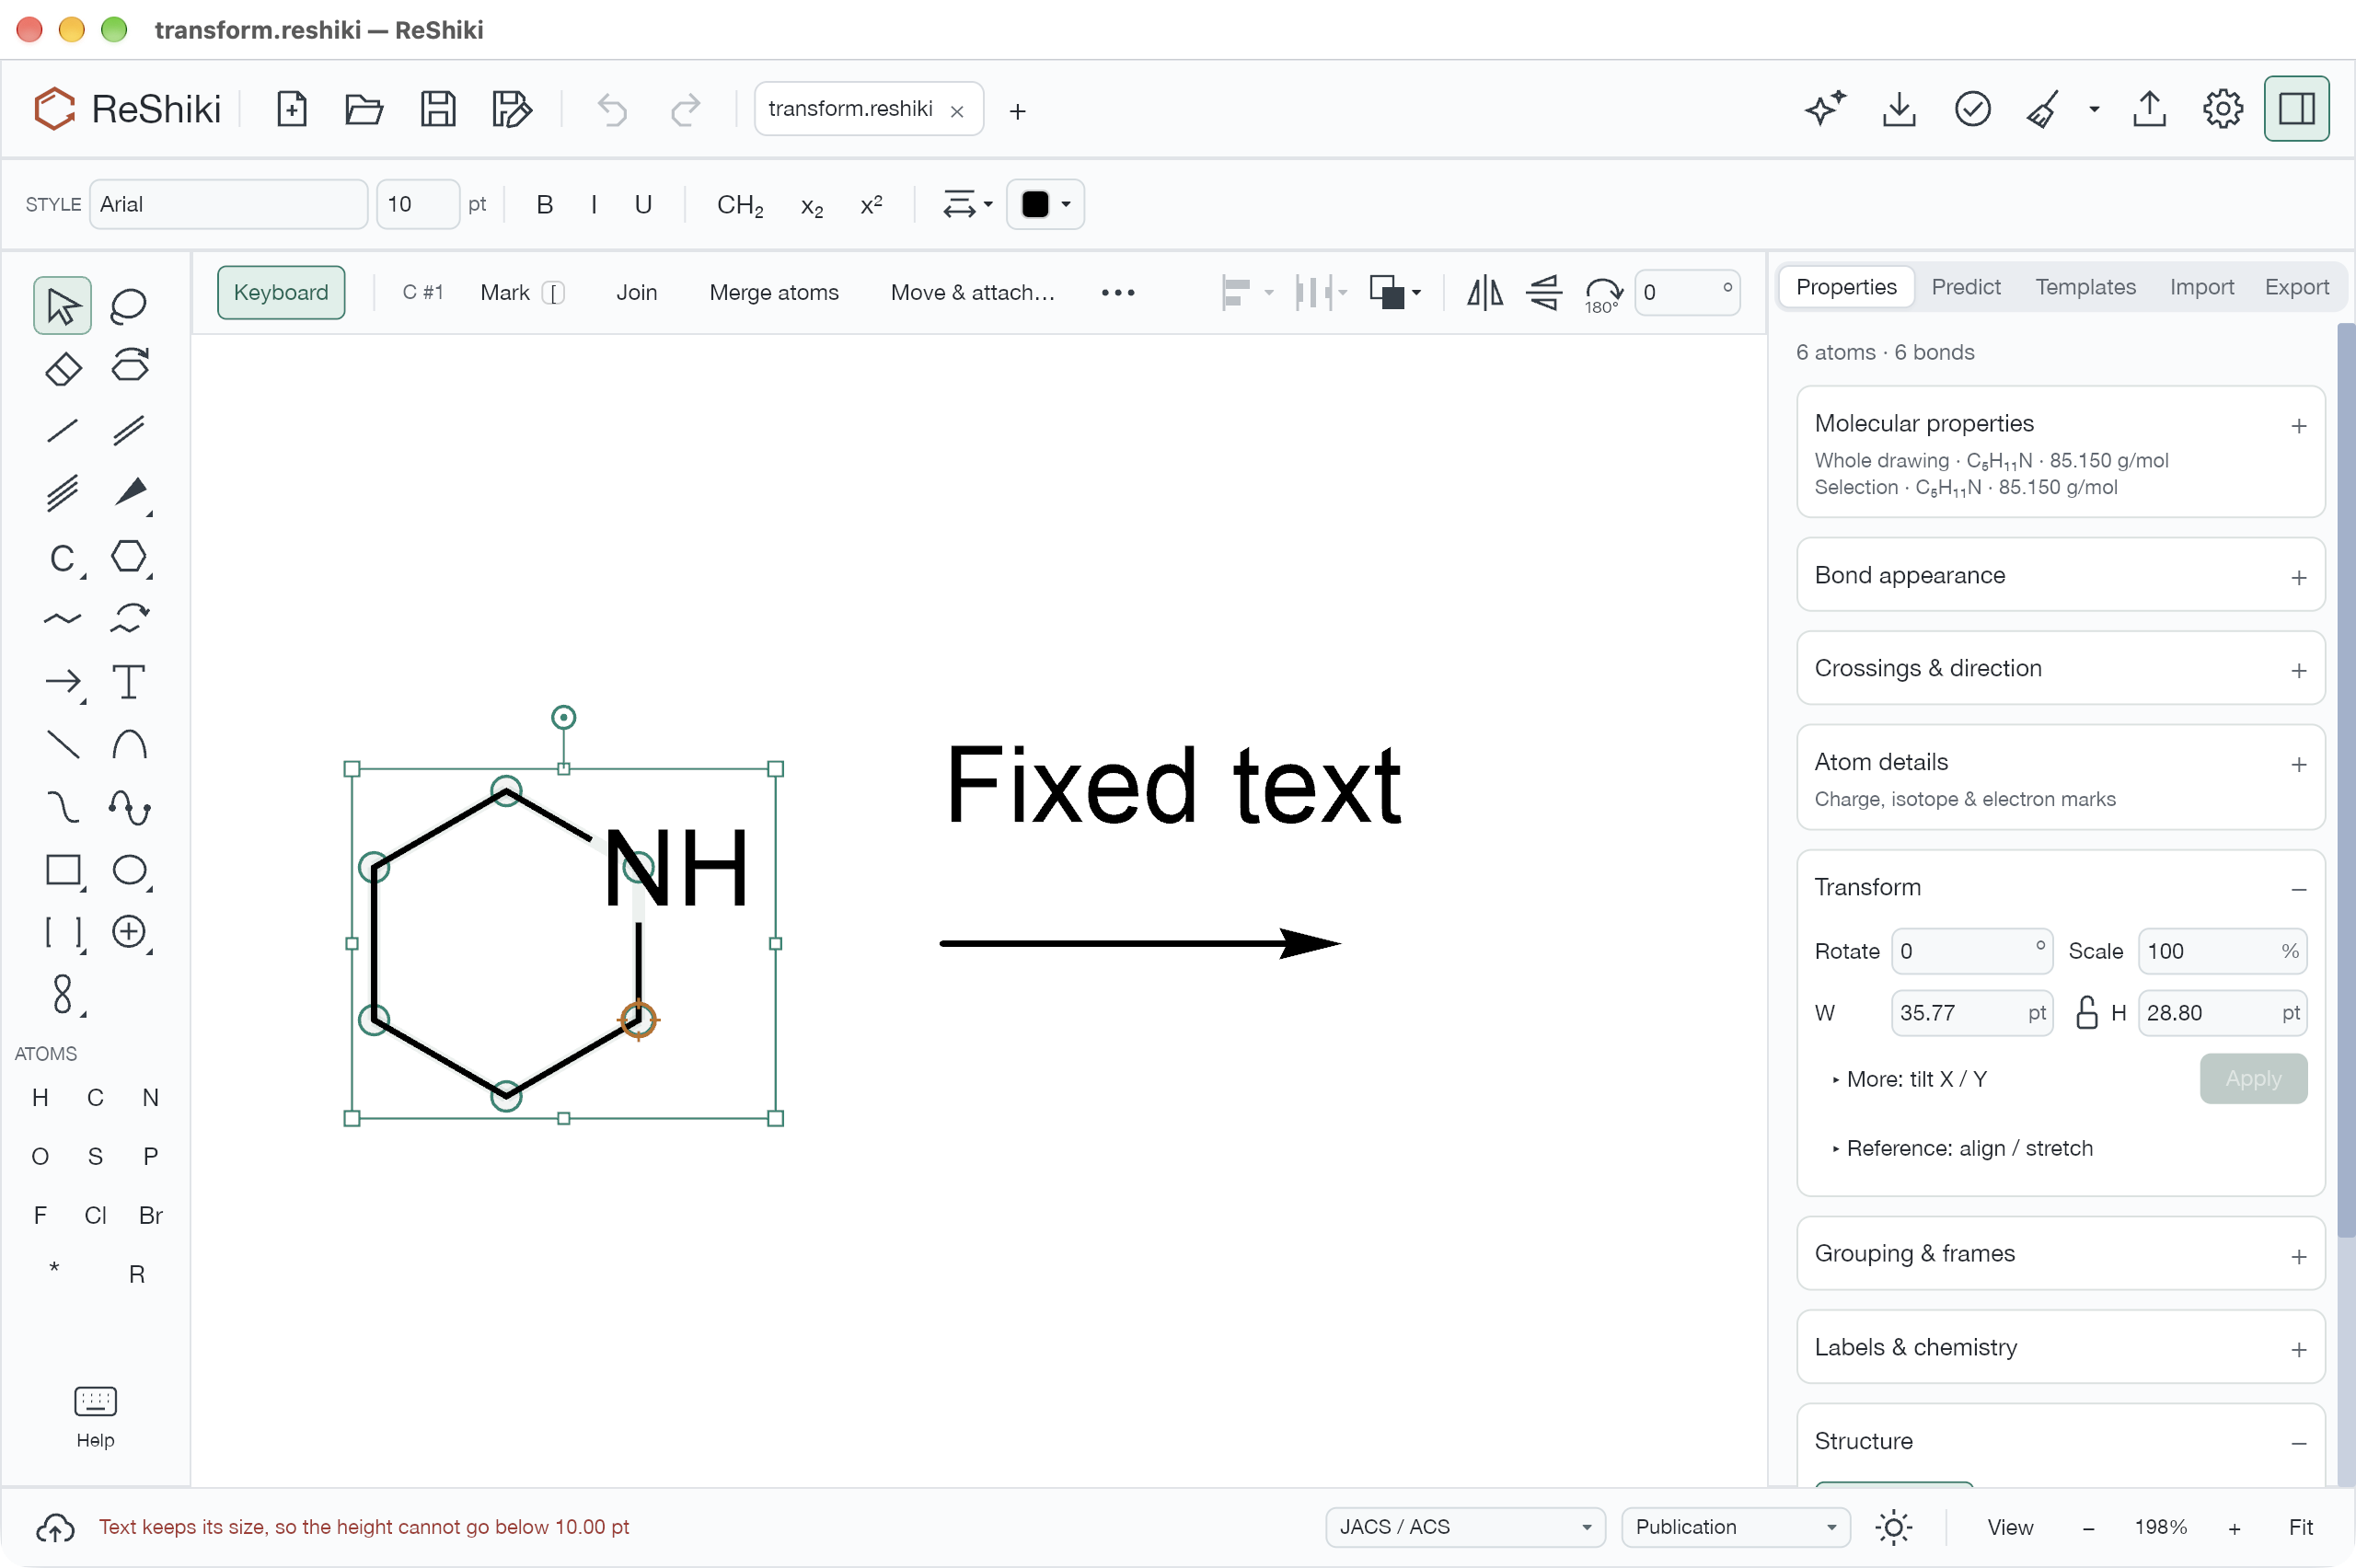 transform.reshiki — ReShiki
ReShiki
transform.reshiki × +
STYLE Arial 10 pt B I U CH₂ x₂ x²
Keyboard C #1 Mark [ Join Merge atoms Move & attach... ••• 180° 0 °
Properties Predict Templates Import Export
6 atoms · 6 bonds
Molecular properties +
Whole drawing · C₅H₁₁N · 85.150 g/mol
Selection · C₅H₁₁N · 85.150 g/mol
Bond appearance +
Crossings & direction +
Atom details +
Charge, isotope & electron marks
Transform –
Rotate 0 ° Scale 100 %
W 35.77 pt H 28.80 pt
More: tilt X / Y Apply
Reference: align / stretch
Grouping & frames +
Labels & chemistry +
Structure –
C
T
[ ]
ATOMS
H C N
O S P
F Cl Br
* R
Help
Fixed text
NH
Text keeps its size, so the height cannot go below 10.00 pt
JACS / ACS Publication View – 198% + Fit